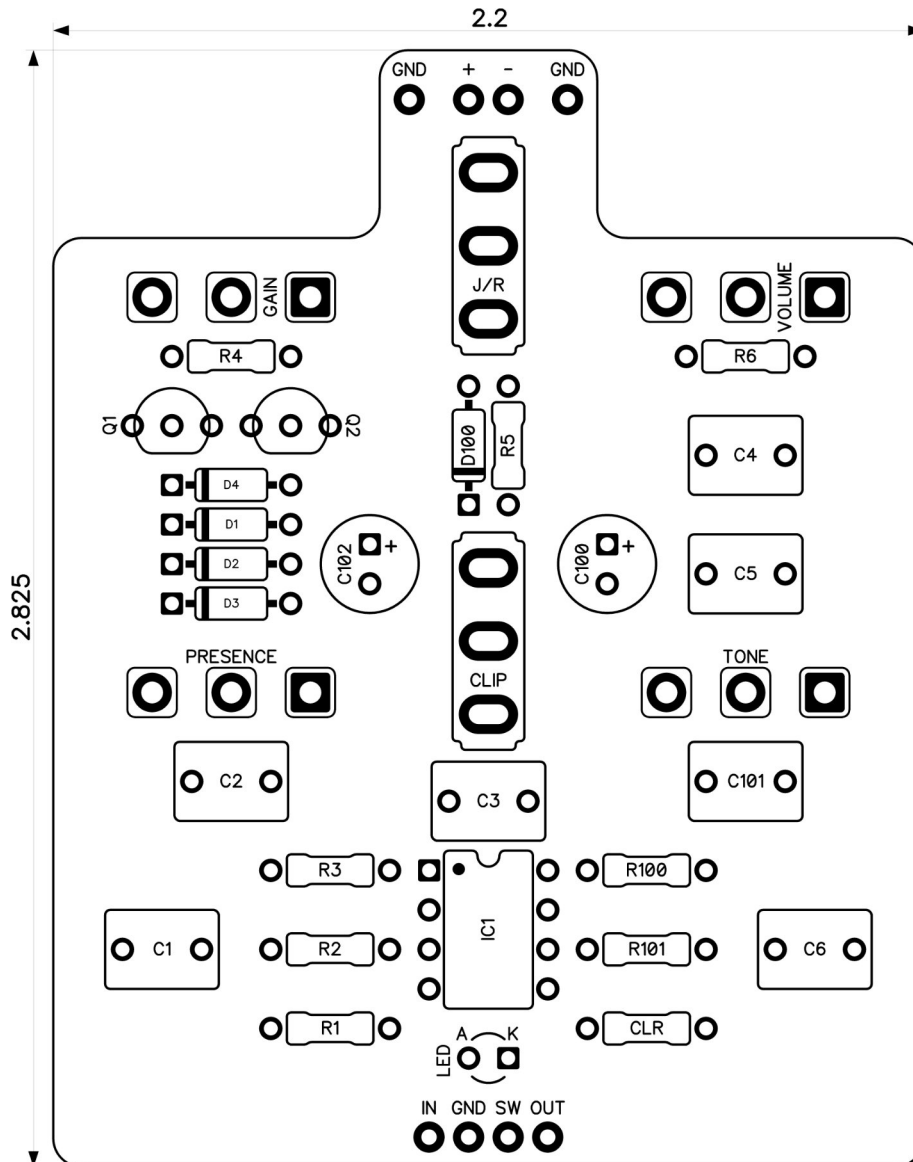 2.2
GND + - GND
J/R
GAIN
VOLUME
R4
R6
Q1
Q2
D100
R5
C4
D4
D1
D2
D3
C102
+
C100
+
C5
2.825
PRESENCE
CLIP
TONE
C2
C3
C101
R3
R100
IC1
C1
R2
R101
C6
R1
CLR
A K
LED
IN GND SW OUT